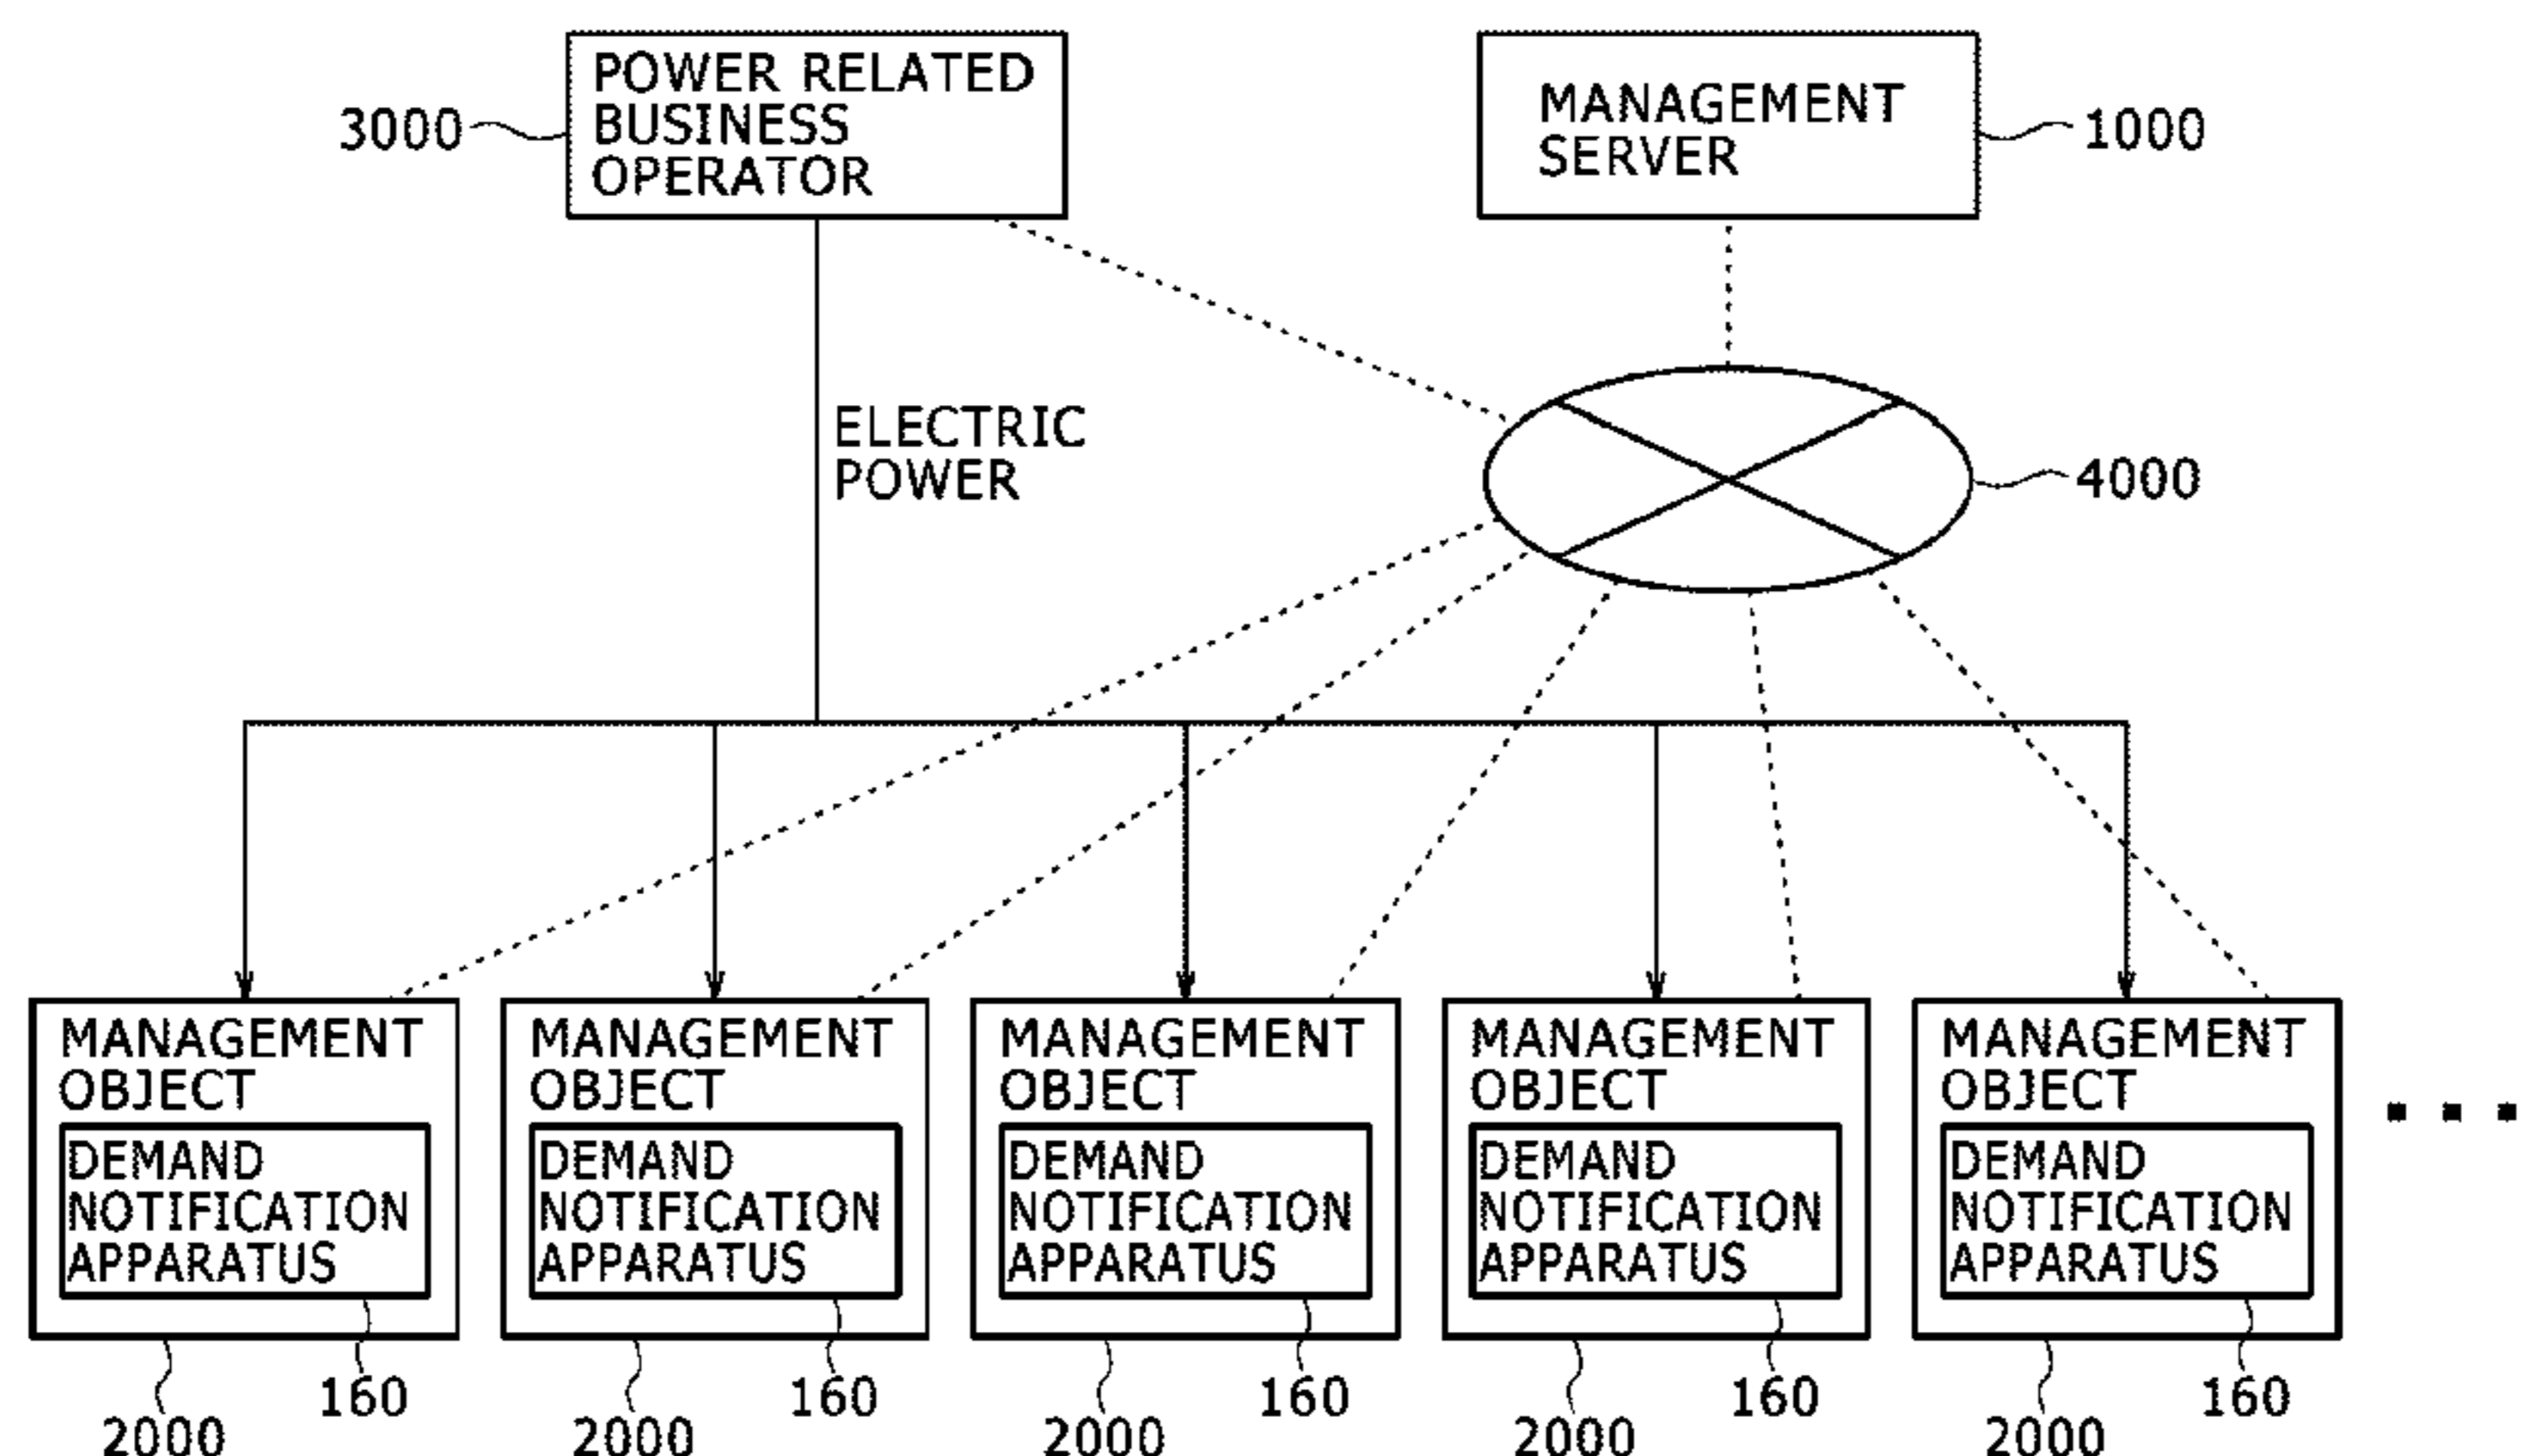 POWER RELATED
BUSINESS
OPERATOR
3000
MANAGEMENT
SERVER
1000
ELECTRIC
POWER
4000
MANAGEMENT
OBJECT
DEMAND
NOTIFICATION
APPARATUS
160
2000
MANAGEMENT
OBJECT
DEMAND
NOTIFICATION
APPARATUS
160
2000
MANAGEMENT
OBJECT
DEMAND
NOTIFICATION
APPARATUS
160
2000
MANAGEMENT
OBJECT
DEMAND
NOTIFICATION
APPARATUS
160
2000
MANAGEMENT
OBJECT
DEMAND
NOTIFICATION
APPARATUS
160
2000